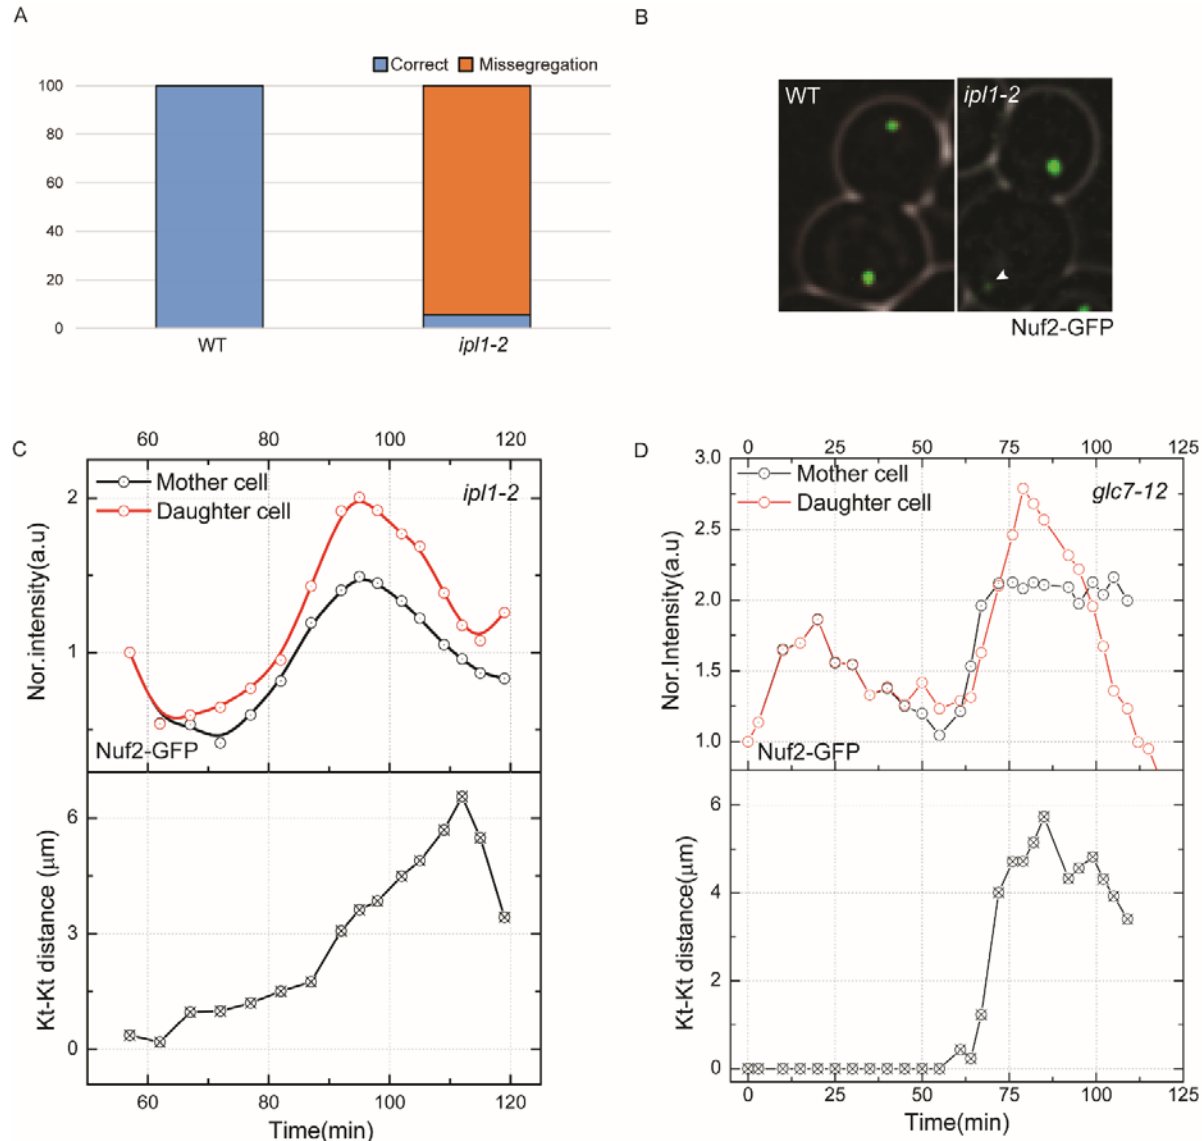 A
Correct Missegregation
100
80
60
40
20
0
WT ipl1-2
B
WT ipl1-2
Nuf2-GFP
C
60 80 100 120
Mother cell
Daughter cell
ipl1-2
2
1
Nor.intensity(a.u)
Nuf2-GFP
6
3
0
Kt-Kt distance (μm)
60 80 100 120
Time(min)
D
0 25 50 75 100 125
3.0
Mother cell
Daughter cell
glc7-12
2.5
2.0
1.5
1.0
Nor.Intensity(a.u)
Nuf2-GFP
6
4
2
0
Kt-Kt distance(μm)
0 25 50 75 100 125
Time(min)